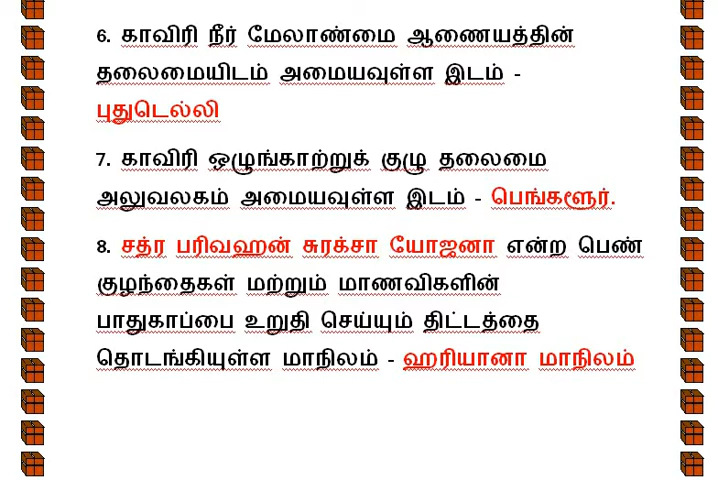 6. காவிரி நீர் மேலாண்மை ஆணையத்தின்
தலைமையிடம் அமையவுள்ள இடம் -
புதுடெல்லி
7. காவிரி ஒழுங்காற்றுக் குழு தலைமை
அலுவலகம் அமையவுள்ள இடம் - பெங்களூர்.
8. சத்ர பரிவஹன் சுரக்சா யோஜனா என்ற பெண்
குழந்தைகள் மற்றும் மாணவிகளின்
பாதுகாப்பை உறுதி செய்யும் திட்டத்தை
தொடங்கியுள்ள மாநிலம் - ஹரியானா மாநிலம்